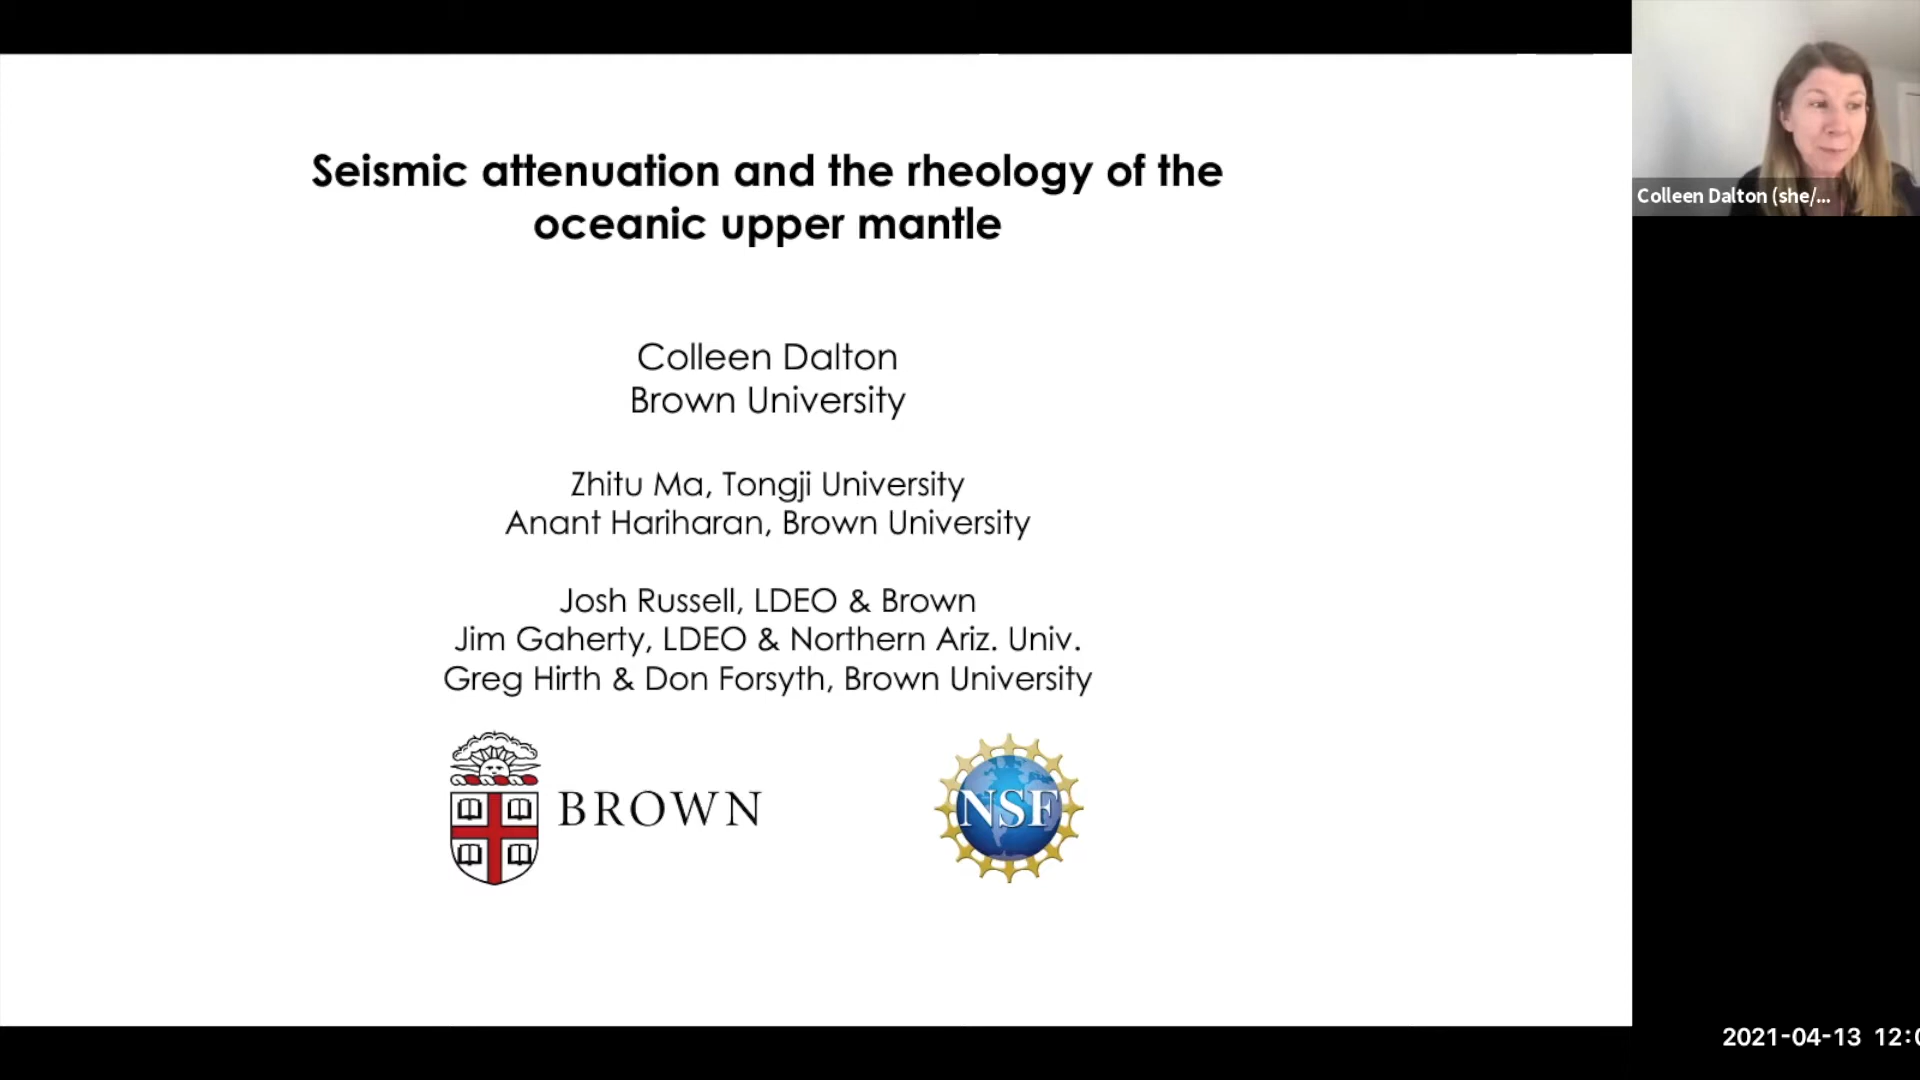 Seismic attenuation and the rheology of the
oceanic upper mantle
Colleen Dalton
Brown University
Zhitu Ma, Tongji University
Anant Hariharan, Brown University
Josh Russell, LDEO & Brown
Jim Gaherty, LDEO & Northern Ariz. Univ.
Greg Hirth & Don Forsyth, Brown University
BROWN
NSF
Colleen Dalton (she/...
2021-04-13 12:0